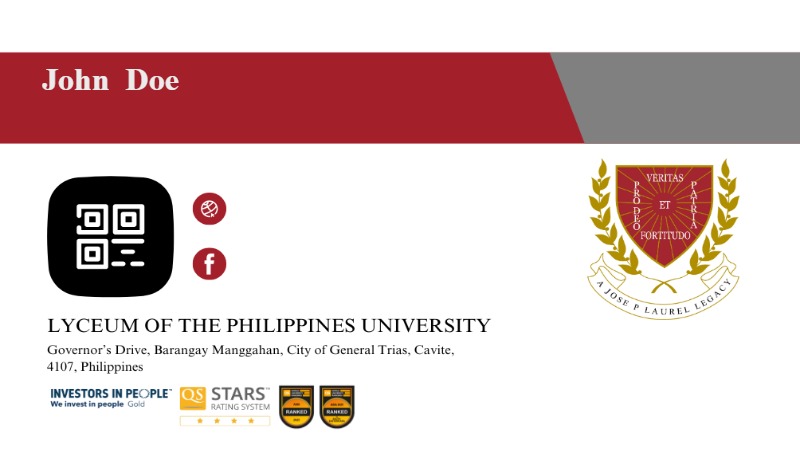 John Doe
VERITAS
PRO DEO
ET
PATRIA
FORTITUDO
A JOSE P LAUREL LEGACY
LYCEUM OF THE PHILIPPINES UNIVERSITY
Governor's Drive, Barangay Manggahan, City of General Trias, Cavite,
4107, Philippines
INVESTORS IN PEOPLE™
We invest in people Gold
QS STARS™
RATING SYSTEM
RANKED
RANKED